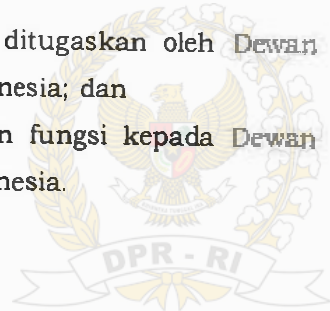 ditugaskan oleh Dewan
nesia; dan
n fungsi kepada Dewan
nesia.
DPR - RI